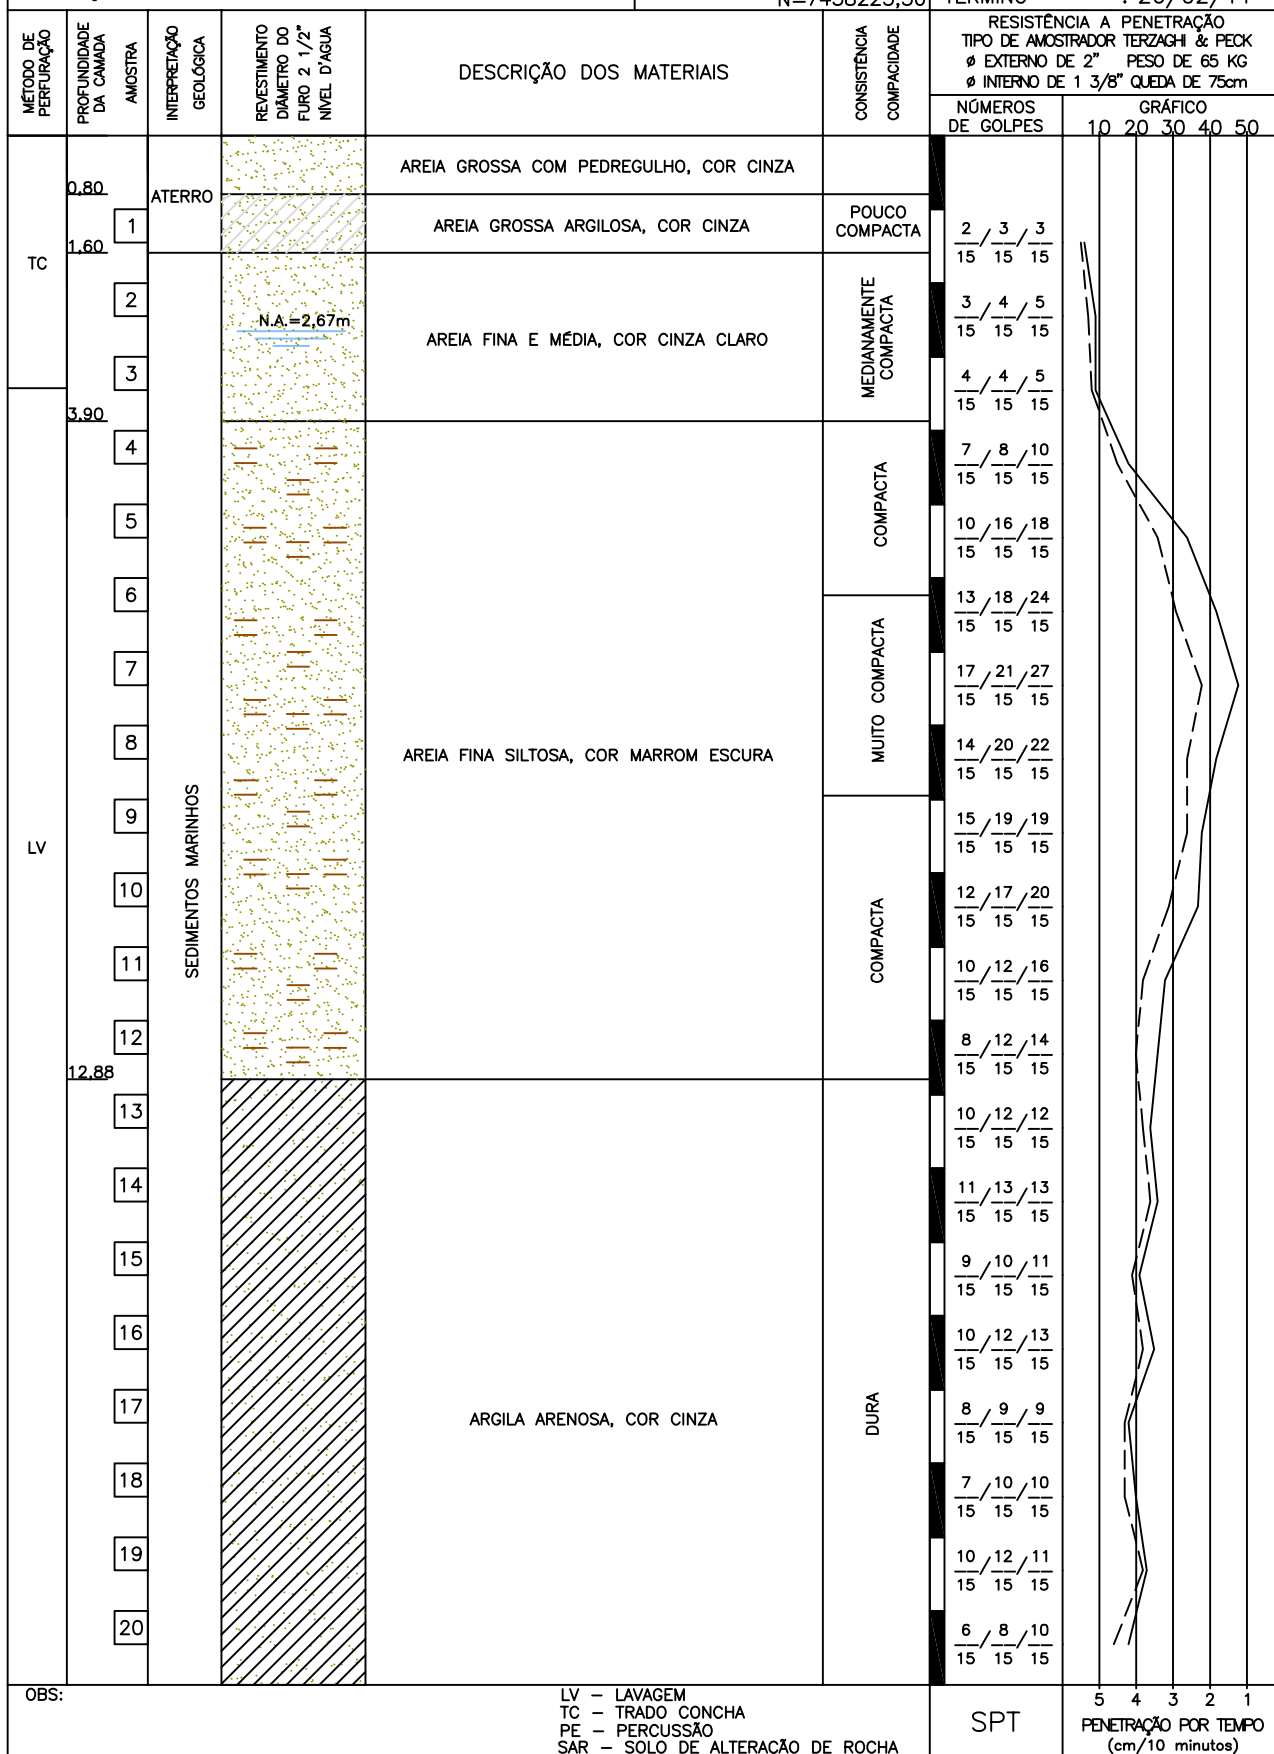 MÉTODO DE PERFURAÇÃO
PROFUNDIDADE DA CAMADA
AMOSTRA
INTERPRETAÇÃO GEOLÓGICA
REVESTIMENTO
DIÂMETRO DO
FURO 2 1/2"
NÍVEL D'AGUA
DESCRIÇÃO DOS MATERIAIS
CONSISTÊNCIA
COMPACIDADE
RESISTÊNCIA A PENETRAÇÃO
TIPO DE AMOSTRADOR TERZAGHI & PECK
ø EXTERNO DE 2" PESO DE 65 KG
ø INTERNO DE 1 3/8" QUEDA DE 75cm
NÚMEROS DE GOLPES
GRÁFICO
10 20 30 40 50
AREIA GROSSA COM PEDREGULHO, COR CINZA
0,80
ATERRO
1
AREIA GROSSA ARGILOSA, COR CINZA
POUCO COMPACTA
2/3/3
15 15 15
1,60
TC
2
N.A.=2,67m
AREIA FINA E MÉDIA, COR CINZA CLARO
MEDIANAMENTE COMPACTA
3/4/5
15 15 15
3
4/4/5
15 15 15
3,90
4
7/8/10
15 15 15
COMPACTA
5
10/16/18
15 15 15
6
13/18/24
15 15 15
7
17/21/27
15 15 15
MUITO COMPACTA
8
AREIA FINA SILTOSA, COR MARROM ESCURA
14/20/22
15 15 15
9
15/19/19
15 15 15
LV
SEDIMENTOS MARINHOS
10
12/17/20
15 15 15
COMPACTA
11
10/12/16
15 15 15
12
8/12/14
15 15 15
12,88
13
10/12/12
15 15 15
14
11/13/13
15 15 15
15
9/10/11
15 15 15
16
10/12/13
15 15 15
17
ARGILA ARENOSA, COR CINZA
DURA
8/9/9
15 15 15
18
7/10/10
15 15 15
19
10/12/11
15 15 15
20
6/8/10
15 15 15
OBS:
LV – LAVAGEM
TC – TRADO CONCHA
PE – PERCUSSÃO
SAR – SOLO DE ALTERAÇÃO DE ROCHA
SPT
5 4 3 2 1
PENETRAÇÃO POR TEMPO
(cm/10 minutos)